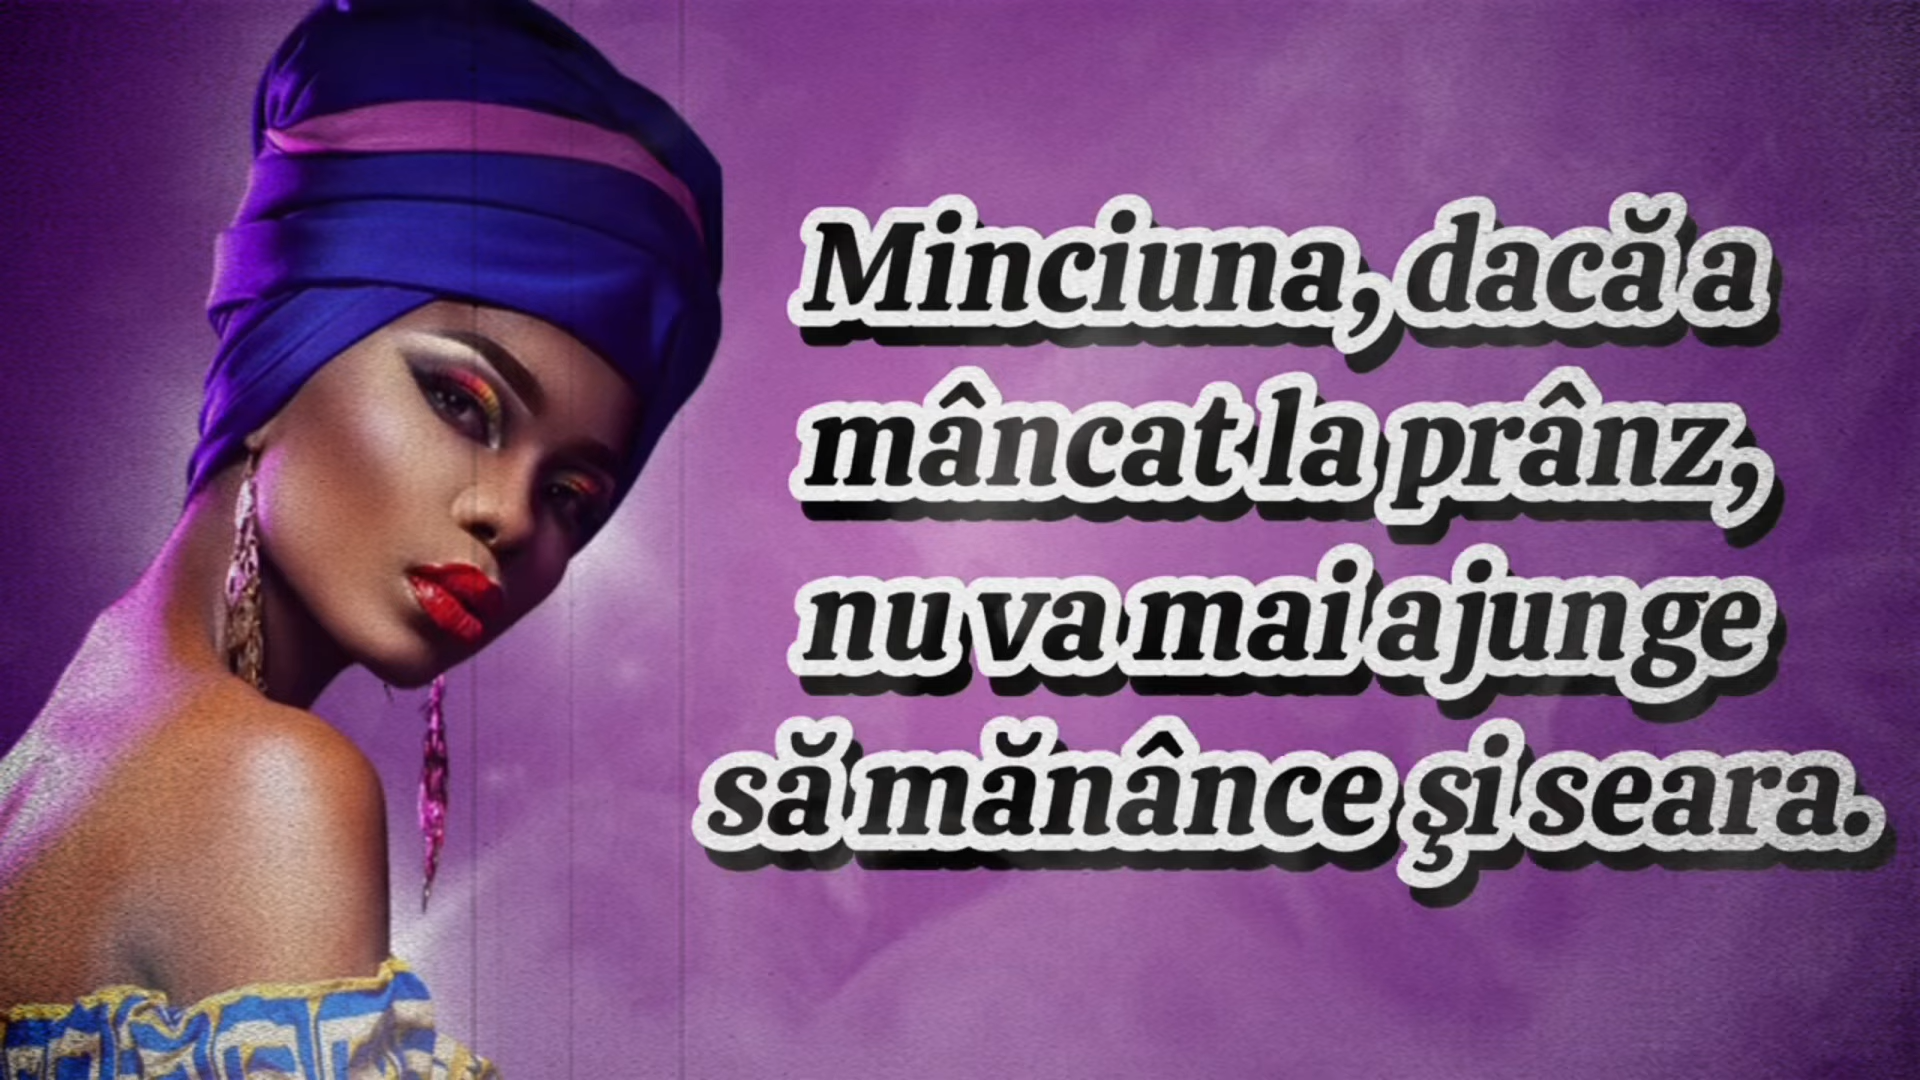 Minciuna, dacă a
mâncat la prânz,
nu va mai ajunge
să mănânce şi seara.